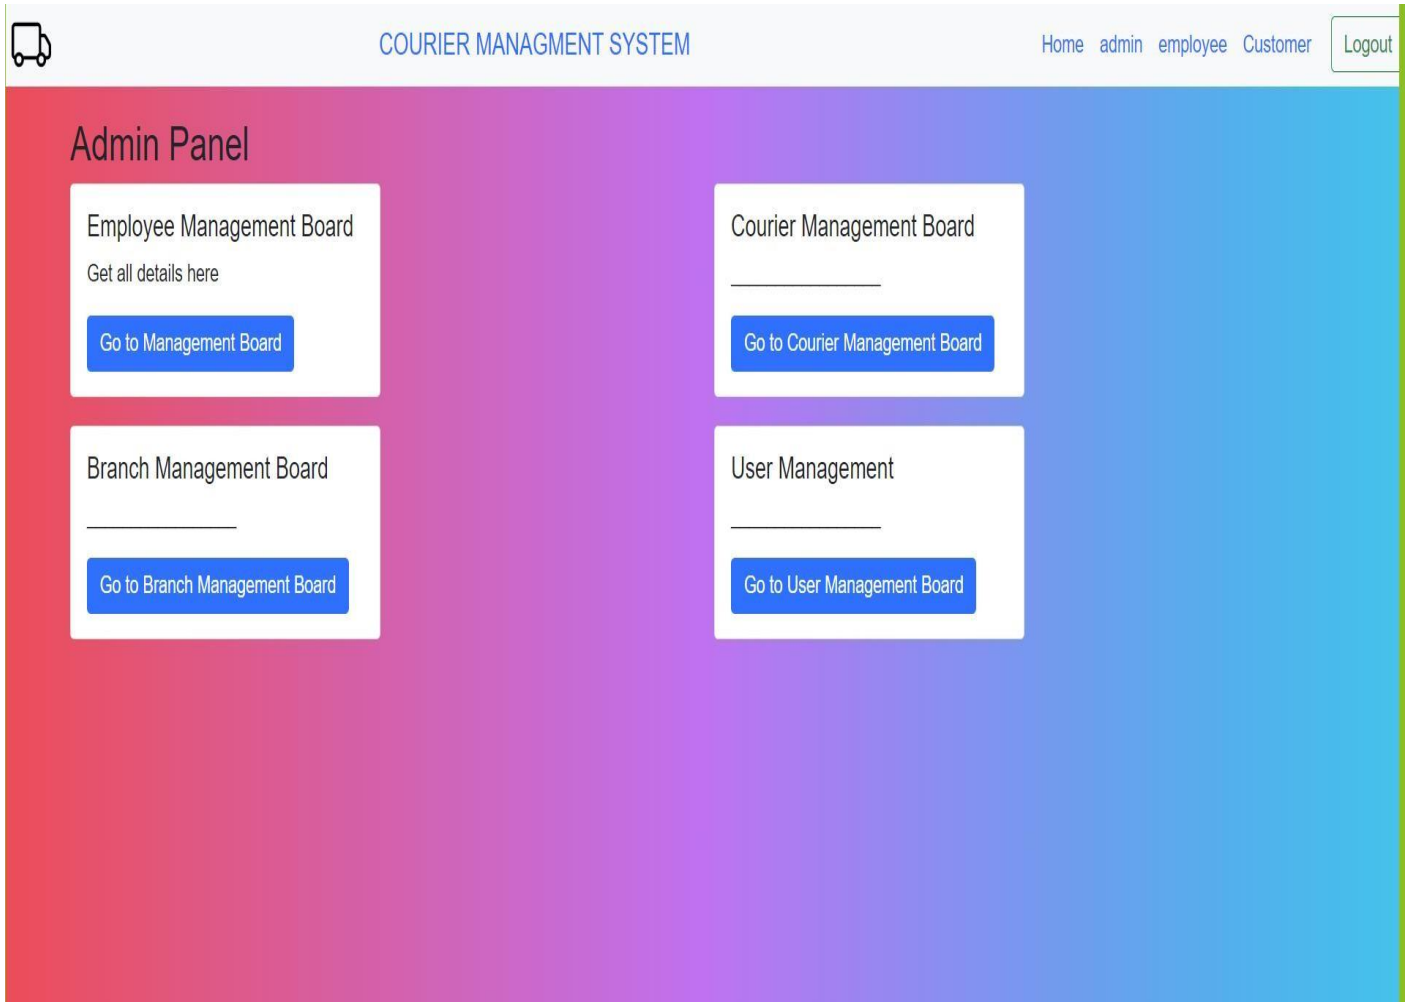 COURIER MANAGMENT SYSTEM
Home admin employee Customer Logout
Admin Panel
Employee Management Board
Get all details here
Go to Management Board
Courier Management Board
Go to Courier Management Board
Branch Management Board
Go to Branch Management Board
User Management
Go to User Management Board